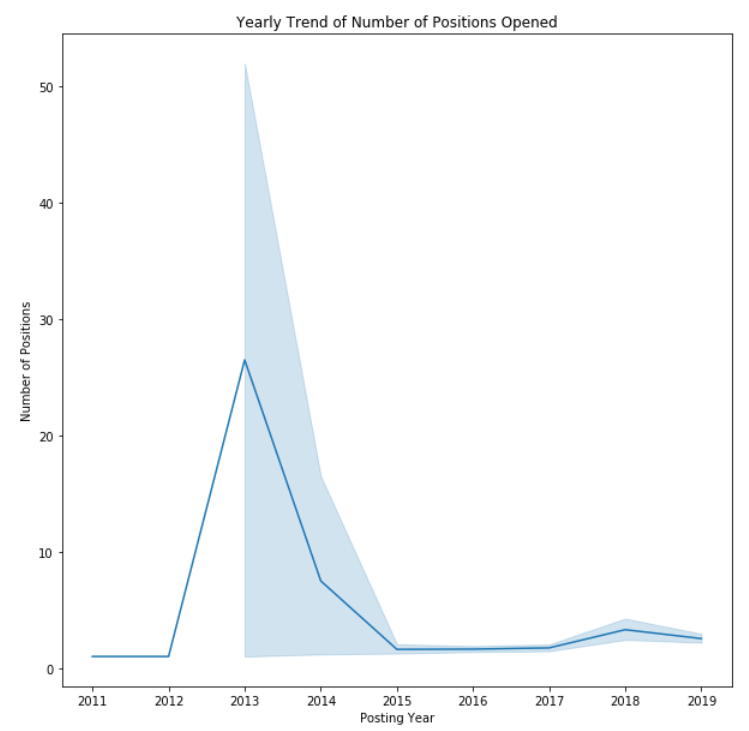 Yearly Trend of Number of Positions Opened
50
40
30
20
10
0
Number of Positions
2011 2012 2013 2014 2015 2016 2017 2018 2019
Posting Year